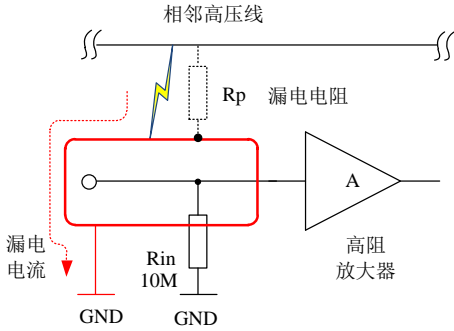 相邻高压线
Rp 漏电电阻
A
漏电
电流
Rin
10M
高阻
放大器
GND
GND